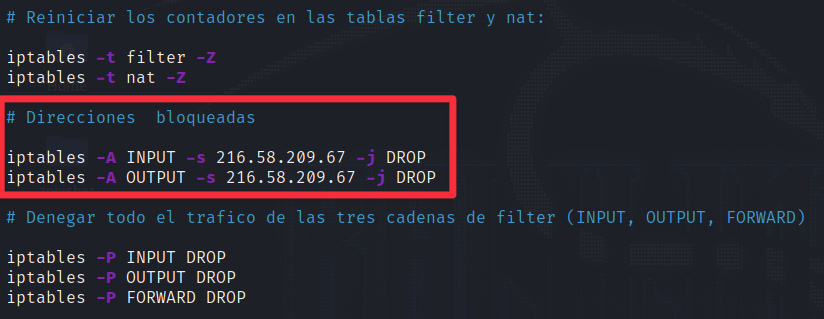 # Reiniciar los contadores en las tablas filter y nat:
iptables -t filter -Z
iptables -t nat -Z
# Direcciones  bloqueadas
iptables -A INPUT -s 216.58.209.67 -j DROP
iptables -A OUTPUT -s 216.58.209.67 -j DROP
# Denegar todo el trafico de las tres cadenas de filter (INPUT, OUTPUT, FORWARD)
iptables -P INPUT DROP
iptables -P OUTPUT DROP
iptables -P FORWARD DROP